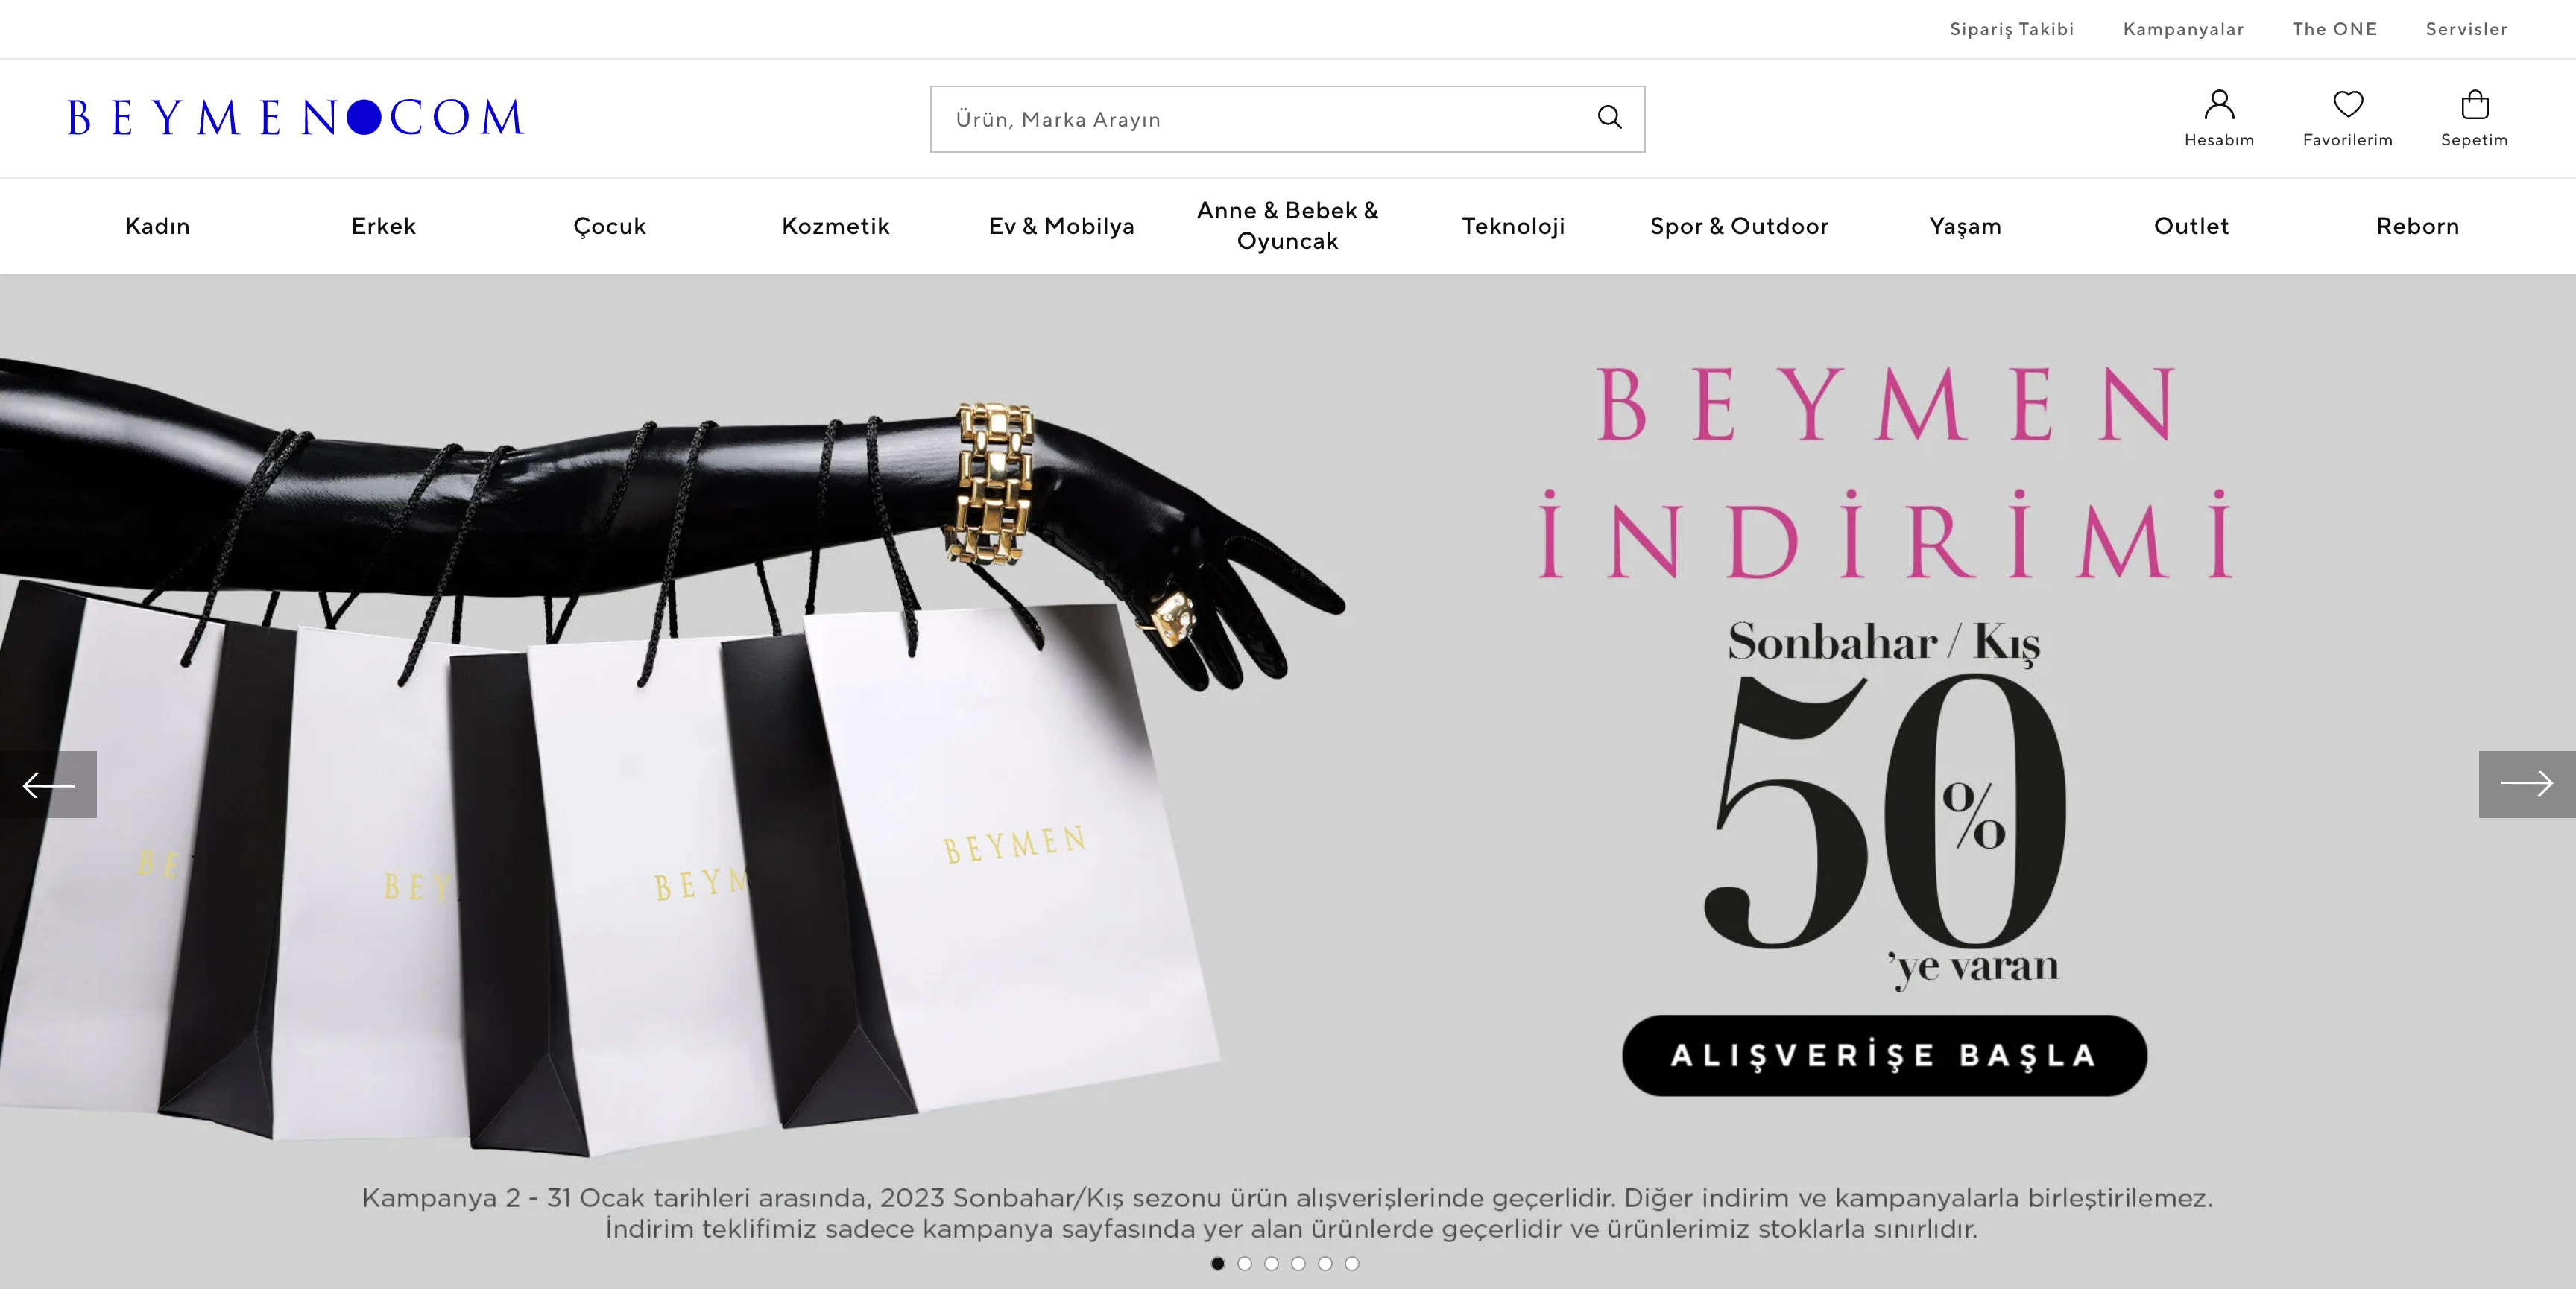 Sipariş Takibi Kampanyalar The ONE Servisler
BEYMEN●COM
Ürün, Marka Arayın
Hesabım Favorilerim Sepetim
Kadın Erkek Çocuk Kozmetik Ev & Mobilya Anne & Bebek & Oyuncak Teknoloji Spor & Outdoor Yaşam Outlet Reborn
BEYMEN
İNDİRİMİ
Sonbahar / Kış
%50
'ye varan
ALIŞVERİŞE BAŞLA
BE
BEY
BEYM
BEYMEN
Kampanya 2 - 31 Ocak tarihleri arasında, 2023 Sonbahar/Kış sezonu ürün alışverişlerinde geçerlidir. Diğer indirim ve kampanyalarla birleştirilemez.
İndirim teklifimiz sadece kampanya sayfasında yer alan ürünlerde geçerlidir ve ürünlerimiz stoklarla sınırlıdır.